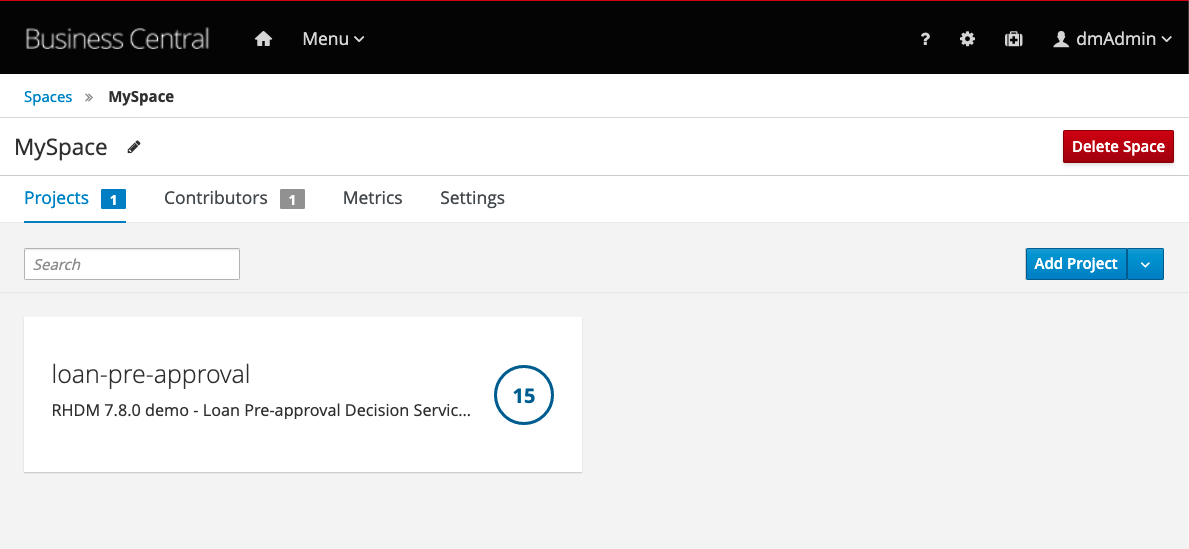 Business Central Menu ? dmAdmin
Spaces » MySpace
MySpace Delete Space
Projects 1 Contributors 1 Metrics Settings
Search Add Project
loan-pre-approval
15
RHDM 7.8.0 demo - Loan Pre-approval Decision Servic...